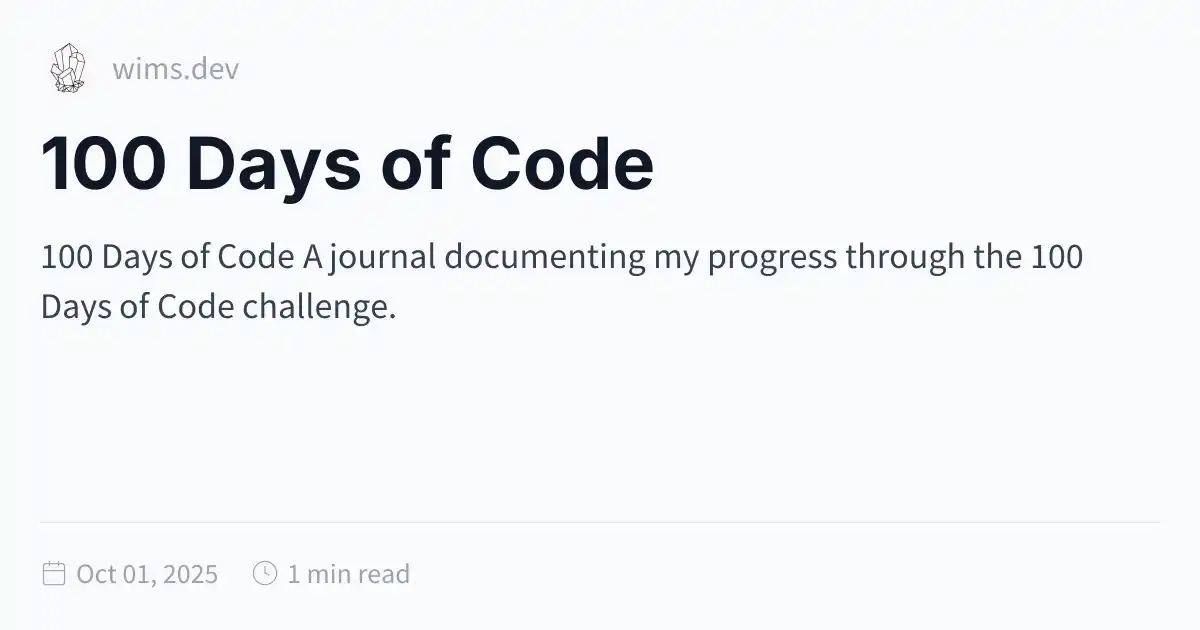 wims.dev
100 Days of Code
100 Days of Code A journal documenting my progress through the 100
Days of Code challenge.
Oct 01, 2025
1 min read